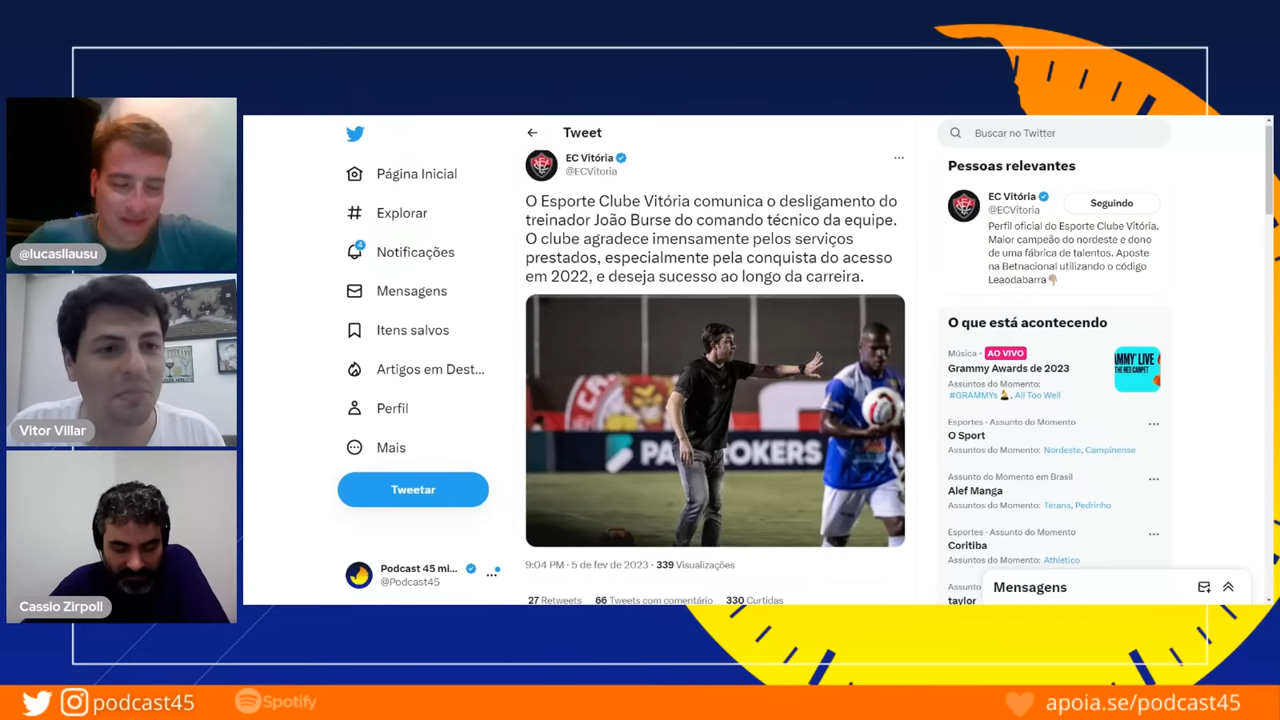 @lucasliausu
Vitor Villar
Cassio Zirpoli
Página Inicial
Explorar
4
Notificações
Mensagens
Itens salvos
Artigos em Dest...
Perfil
Mais
Tweetar
Podcast 45 mi...
@Podcast45
Tweet
EC Vitória
@ECVitoria
O Esporte Clube Vitória comunica o desligamento do
treinador João Burse do comando técnico da equipe.
O clube agradece imensamente pelos serviços
prestados, especialmente pela conquista do acesso
em 2022, e deseja sucesso ao longo da carreira.
9:04 PM · 5 de fev de 2023 · 339 Visualizações
27 Retweets 66 Tweets com comentário 330 Curtidas
Buscar no Twitter
Pessoas relevantes
EC Vitória
@ECVitoria
Seguindo
Perfil oficial do Esporte Clube Vitória.
Maior campeão do nordeste e dono
de uma fábrica de talentos. Aposte
na Betnacional utilizando o código
Leaodabarra
O que está acontecendo
Música · AO VIVO
Grammy Awards de 2023
Assuntos do Momento:
#GRAMMYs, All Too Well
Esportes · Assunto do Momento
O Sport
Assuntos do Momento: Nordeste, Campinense
Assunto do Momento em Brasil
Alef Manga
Assuntos do Momento: Terans, Pedrinho
Esportes · Assunto do Momento
Coritiba
Assuntos do Momento: Athletico
Assunto
taylor
Mensagens
podcast45
Spotify
apoia.se/podcast45